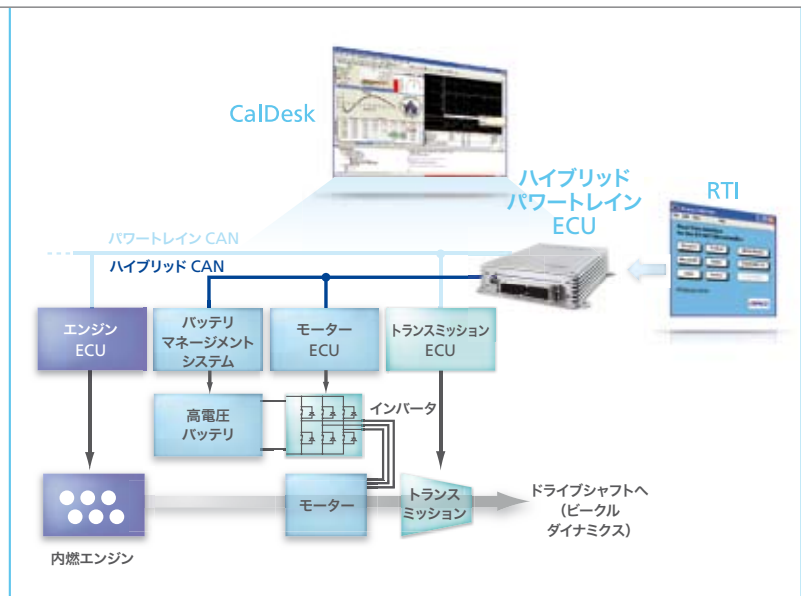 CalDesk
ハイブリッド
パワートレイン
ECU
RTI
パワートレイン CAN
ハイブリッド CAN
エンジン
ECU
バッテリ
マネージメント
システム
モーター
ECU
トランスミッション
ECU
高電圧
バッテリ
インバータ
モーター
トランス
ミッション
ドライブシャフトへ
(ビークル
ダイナミクス)
内燃エンジン